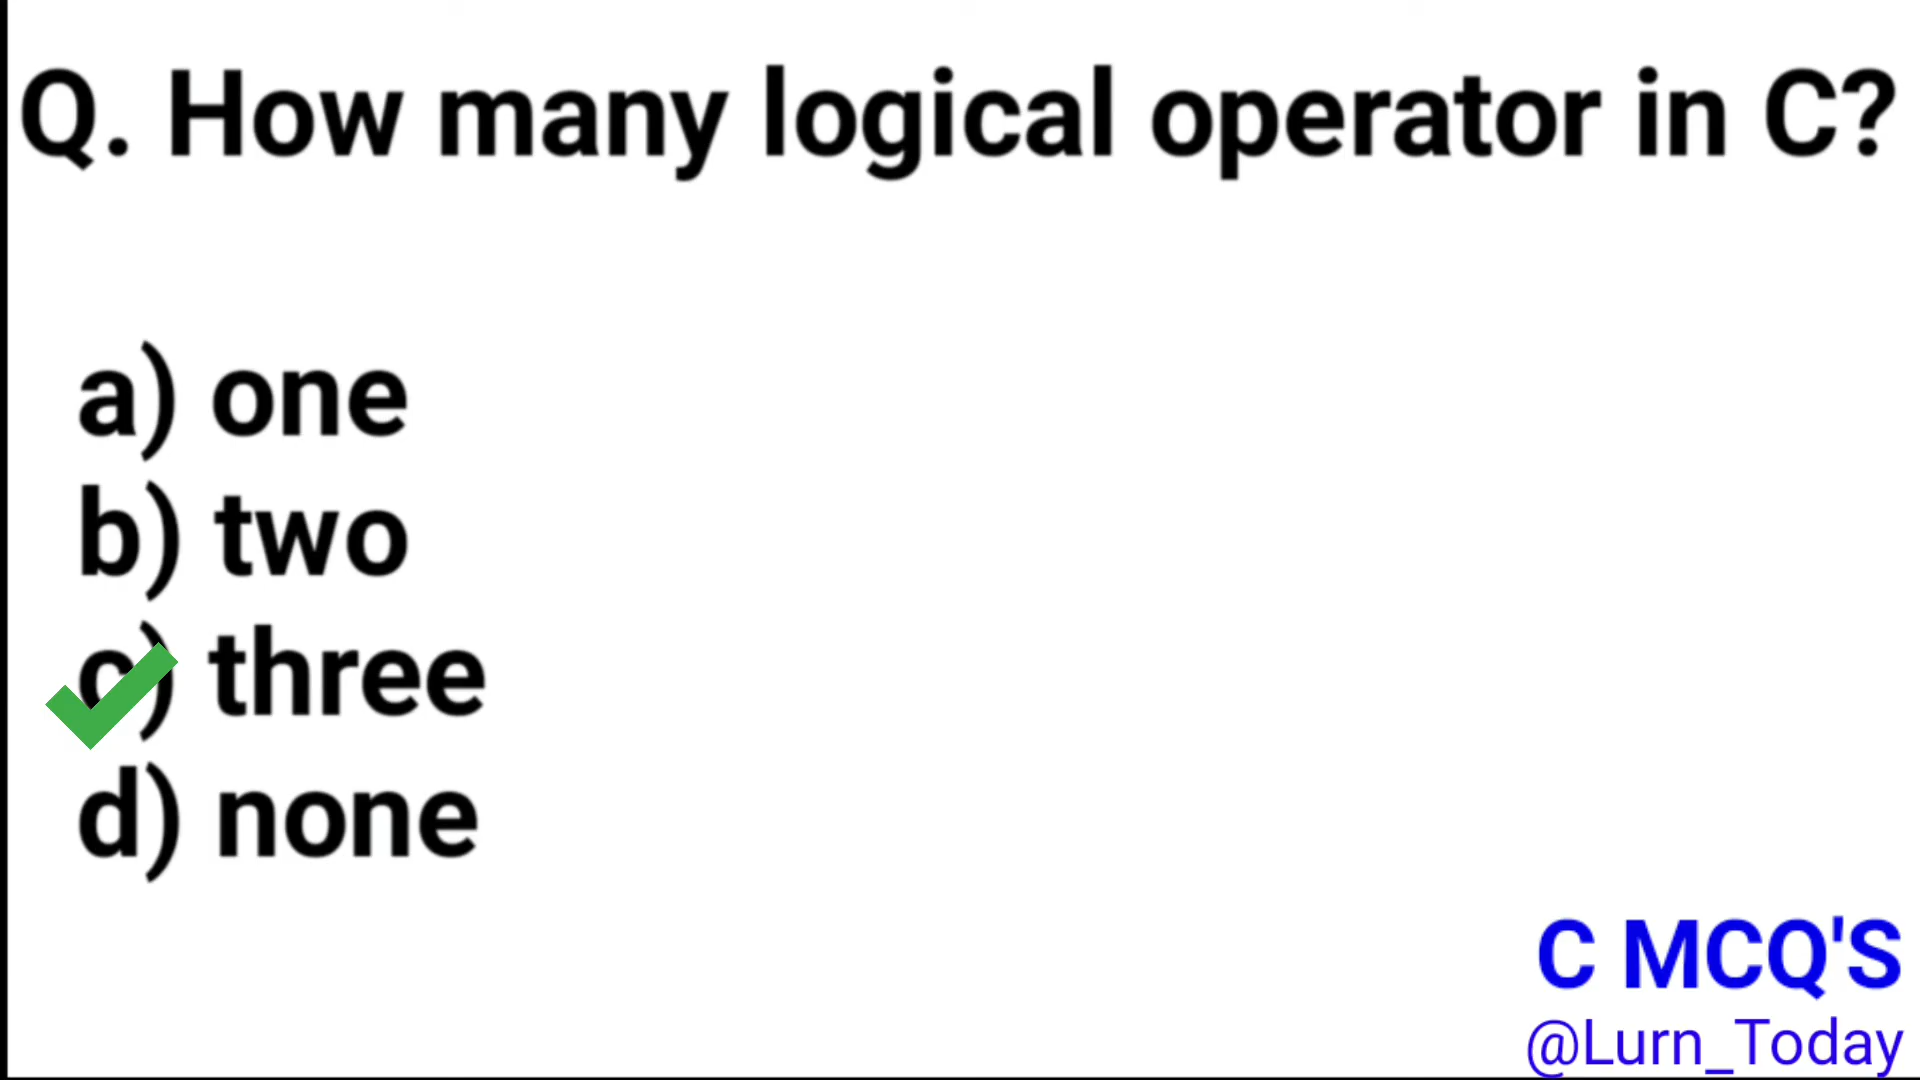 Q. How many logical operator in C?
a) one
b) two
c) three
d) none
C MCQ'S
@Lurn_Today